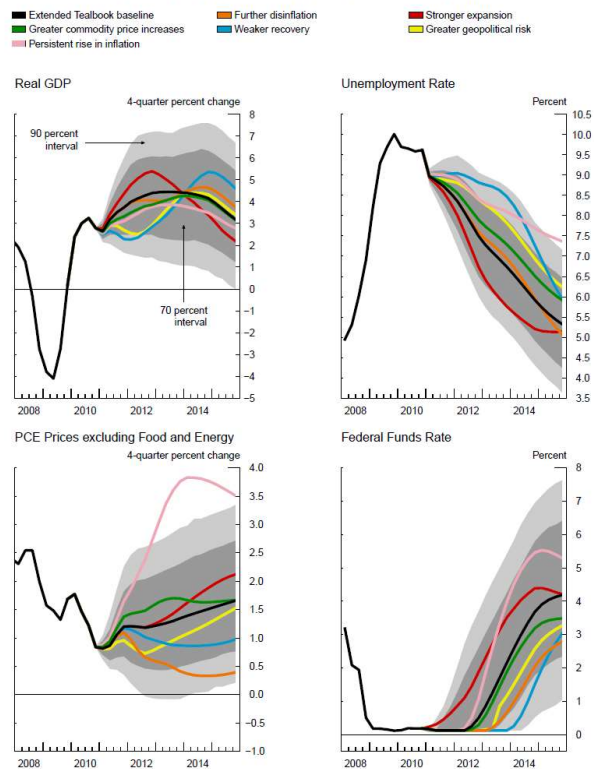 Extended Tealbook baseline
Further disinflation
Stronger expansion
Greater commodity price increases
Weaker recovery
Greater geopolitical risk
Persistent rise in inflation
Real GDP
4-quarter percent change
90 percent
interval
70 percent
interval
8
7
6
5
4
3
2
1
0
−1
−2
−3
−4
−5
2008 2010 2012 2014
Unemployment Rate
Percent
10.5
10.0
9.5
9.0
8.5
8.0
7.5
7.0
6.5
6.0
5.5
5.0
4.5
4.0
3.5
2008 2010 2012 2014
PCE Prices excluding Food and Energy
4-quarter percent change
4.0
3.5
3.0
2.5
2.0
1.5
1.0
0.5
0.0
−0.5
−1.0
2008 2010 2012 2014
Federal Funds Rate
Percent
8
7
6
5
4
3
2
1
0
2008 2010 2012 2014